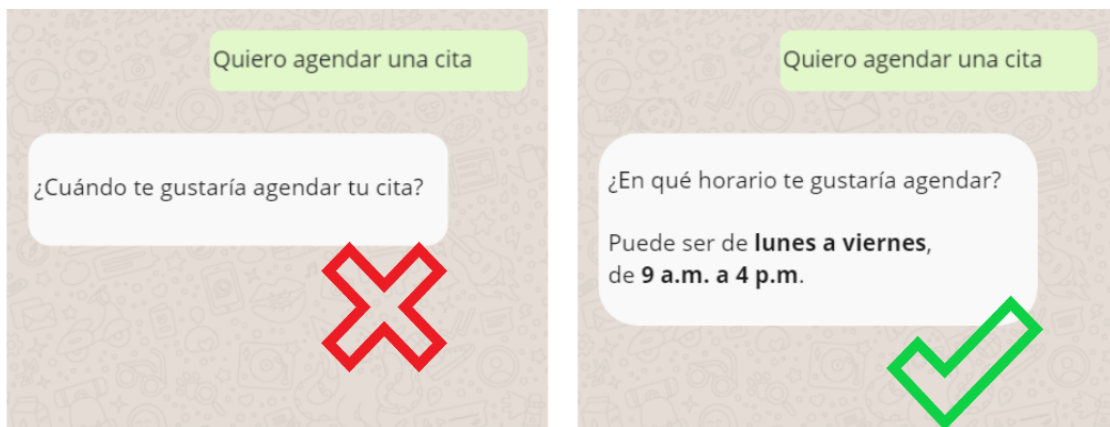 Quiero agendar una cita
¿Cuándo te gustaría agendar tu cita?
Quiero agendar una cita
¿En qué horario te gustaría agendar?
Puede ser de lunes a viernes,
de 9 a.m. a 4 p.m.